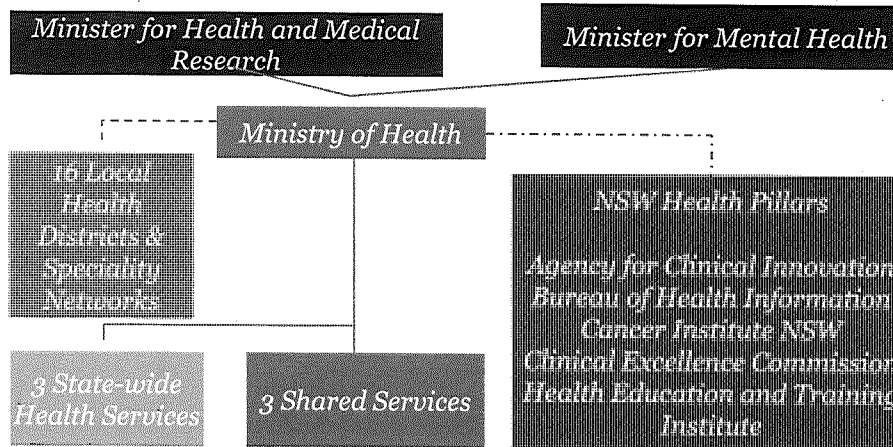 Minister for Health and Medical
Research
Minister for Mental Health
Ministry of Health
16 Local
Health
Districts &
Speciality
Networks
NSW Health Pillars
Agency for Clinical Innovation
Bureau of Health Information
Cancer Institute NSW
Clinical Excellence Commission
Health Education and Training
Institute
3 State-wide
Health Services
3 Shared Services